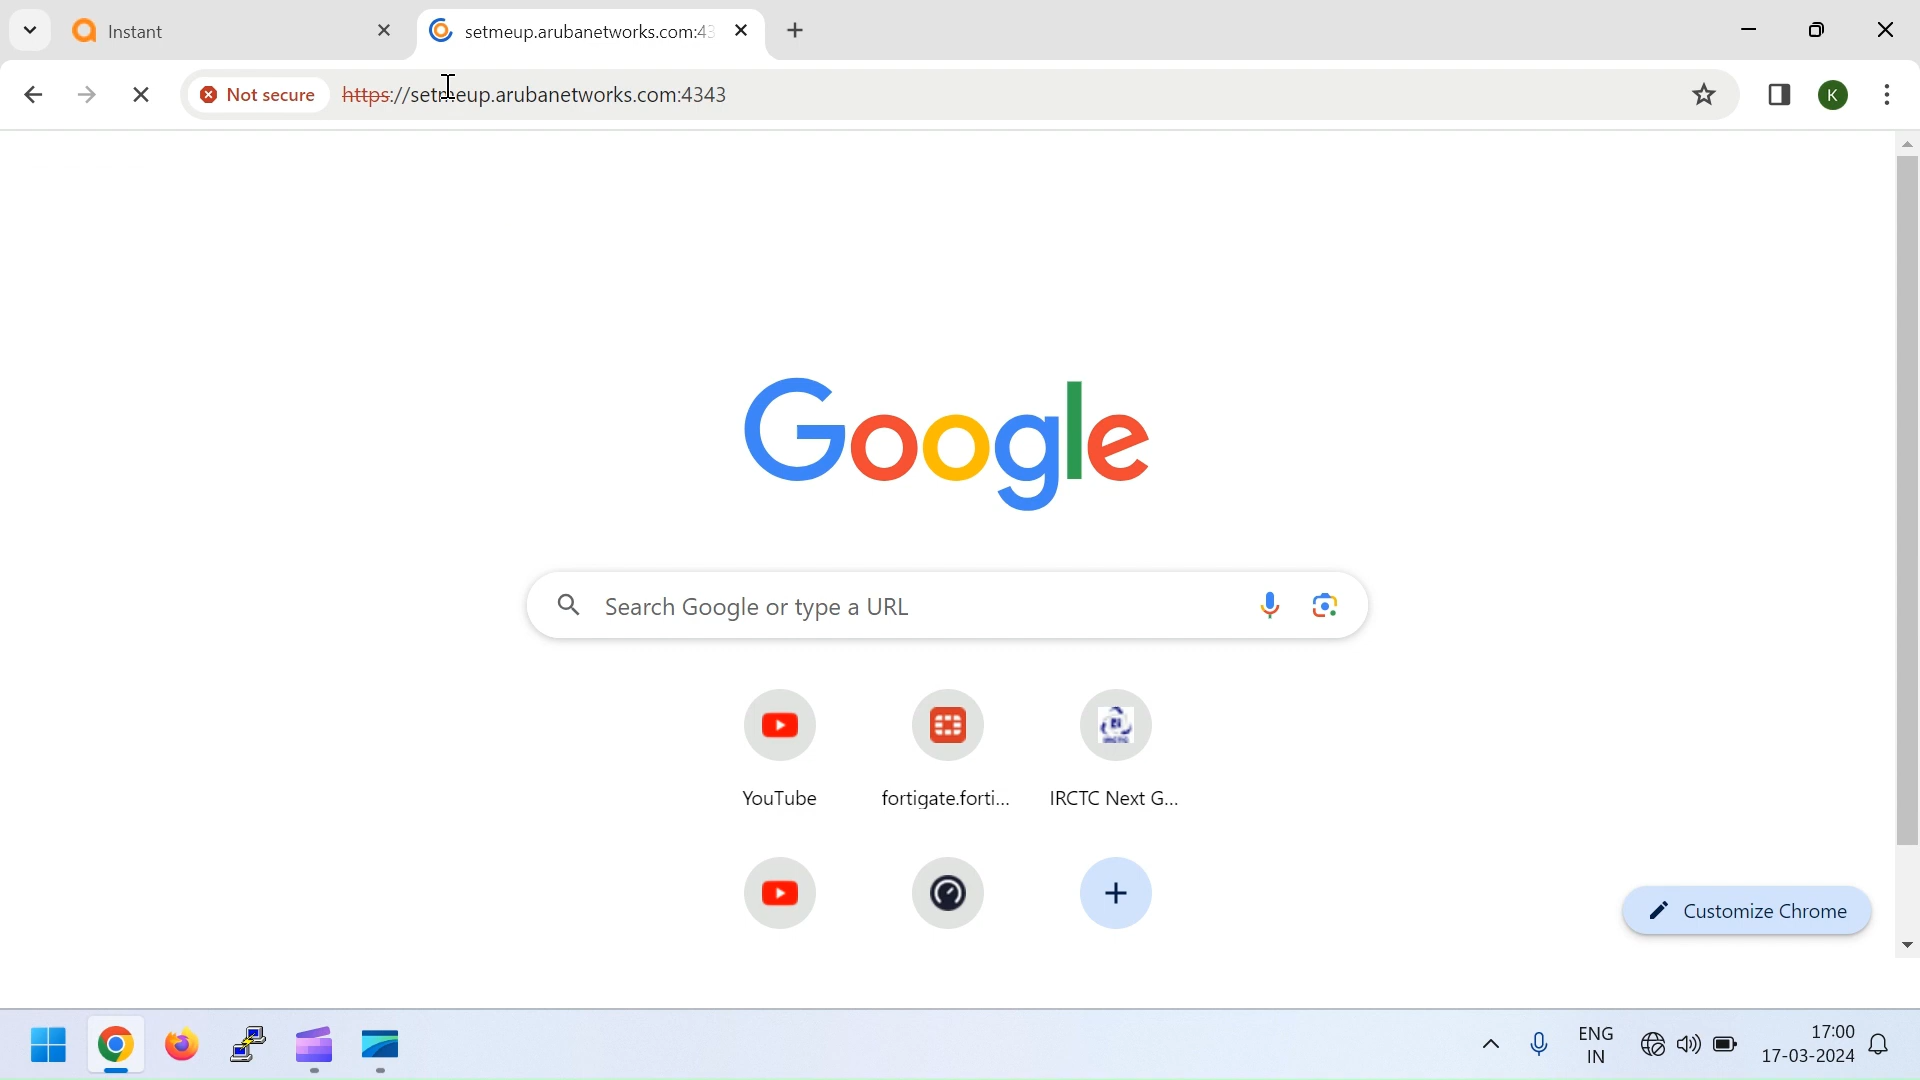 Instant
setmeup.arubanetworks.com:43
Not secure
https://setmeup.arubanetworks.com:4343
K
Google
Search Google or type a URL
YouTube
fortigate.forti...
IRCTC Next G...
Customize Chrome
ENG
IN
17:00
17-03-2024